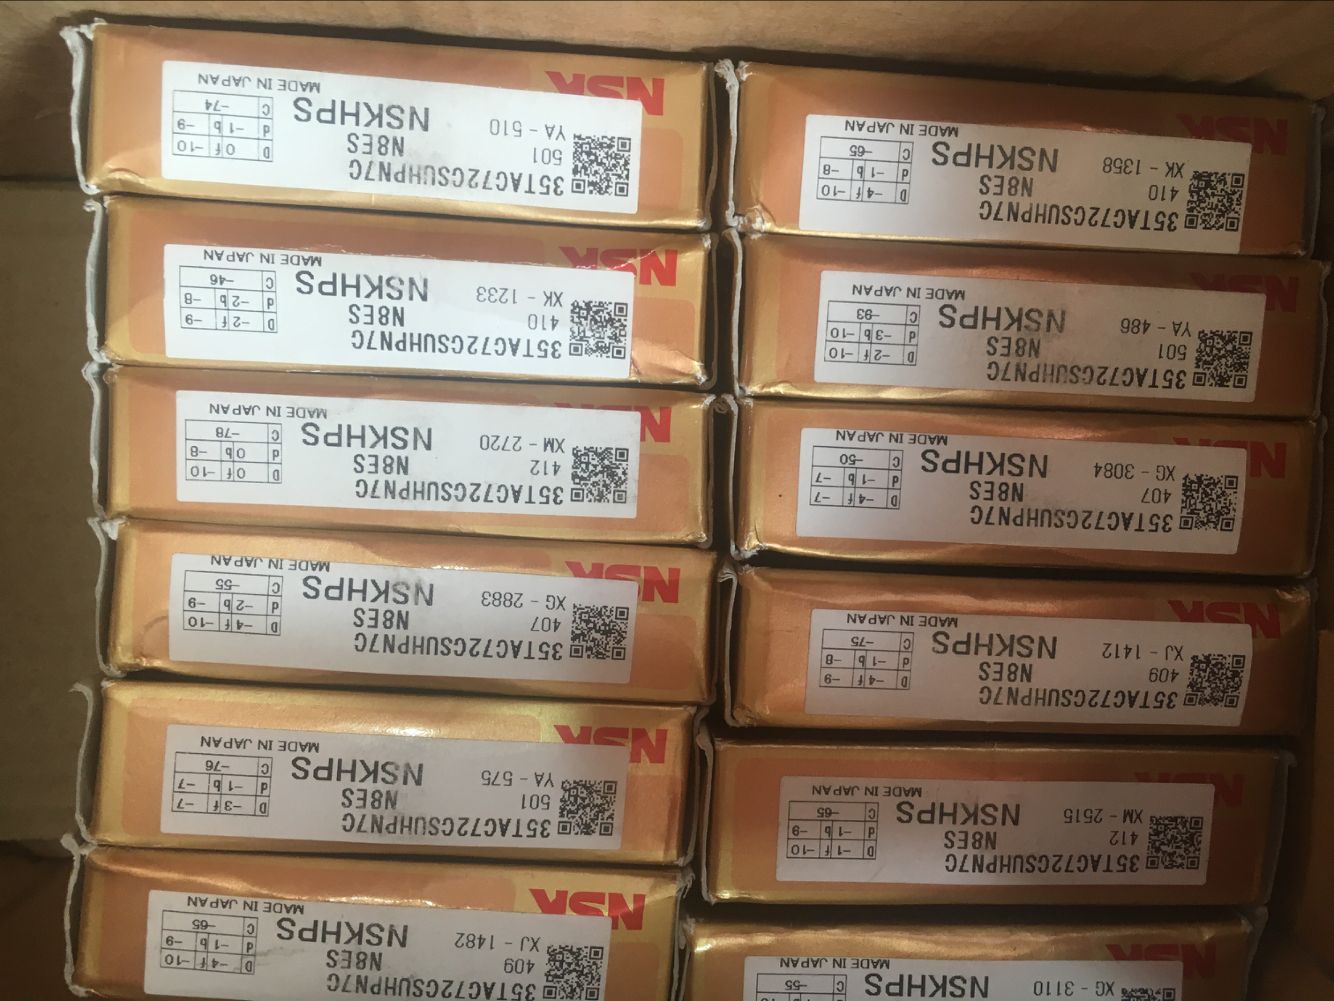 35TAC72CSUHPN7C
501 N8ES
YA - 510 NSKHPS
D 0 f -10
d -1 b -9
C -74
MADE IN JAPAN
NSK
35TAC72CSUHPN7C
410 N8ES
XK - 1233 NSKHPS
D -2 f -9
d -2 b -8
C -46
MADE IN JAPAN
NSK
35TAC72CSUHPN7C
412 N8ES
XM - 2720 NSKHPS
D 0 f -10
d 0 b -8
C -78
MADE IN JAPAN
NSK
35TAC72CSUHPN7C
407 N8ES
XG - 2883 NSKHPS
D -4 f -10
d -2 b -9
C -55
MADE IN JAPAN
NSK
35TAC72CSUHPN7C
501 N8ES
YA - 575 NSKHPS
D -3 f -7
d -1 b -7
C -76
MADE IN JAPAN
NSK
35TAC72CSUHPN7C
409 N8ES
XJ - 1482 NSKHPS
D -4 f -10
d -1 b -9
C -65
MADE IN JAPAN
NSK
35TAC72CSUHPN7C
410 N8ES
XK - 1358 NSKHPS
D -4 f -10
d -1 b -8
C -65
MADE IN JAPAN
NSK
35TAC72CSUHPN7C
501 N8ES
YA - 486 NSKHPS
D -2 f -10
d -3 b -10
C -93
MADE IN JAPAN
NSK
35TAC72CSUHPN7C
407 N8ES
XG - 3084 NSKHPS
D -4 f -7
d -1 b -7
C -50
MADE IN JAPAN
NSK
35TAC72CSUHPN7C
409 N8ES
XJ - 1412 NSKHPS
D -4 f -9
d -1 b -8
C -75
MADE IN JAPAN
NSK
35TAC72CSUHPN7C
412 N8ES
XM - 2515 NSKHPS
D -1 f -10
d -1 b -9
C -65
MADE IN JAPAN
NSK
XG - 3110 NSKHPS
C -55
MADE IN JAPAN
NSK